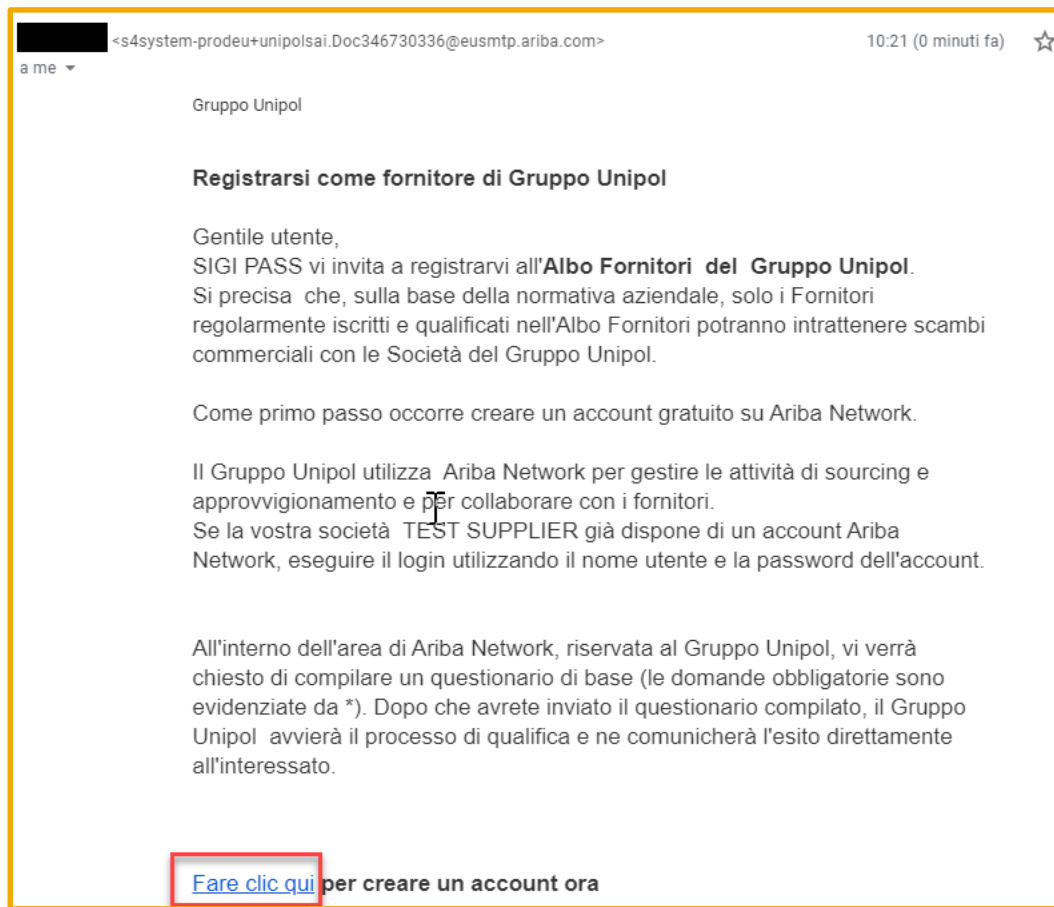 <s4system-prodeu+unipolsai.Doc346730336@eusmtp.ariba.com> 10:21 (0 minuti fa)
a me
Gruppo Unipol
Registrarsi come fornitore di Gruppo Unipol
Gentile utente,
SIGI PASS vi invita a registrarvi all'Albo Fornitori del Gruppo Unipol.
Si precisa che, sulla base della normativa aziendale, solo i Fornitori
regolarmente iscritti e qualificati nell'Albo Fornitori potranno intrattenere scambi
commerciali con le Società del Gruppo Unipol.
Come primo passo occorre creare un account gratuito su Ariba Network.
Il Gruppo Unipol utilizza Ariba Network per gestire le attività di sourcing e
approvvigionamento e per collaborare con i fornitori.
Se la vostra società TEST SUPPLIER già dispone di un account Ariba
Network, eseguire il login utilizzando il nome utente e la password dell'account.
All'interno dell'area di Ariba Network, riservata al Gruppo Unipol, vi verrà
chiesto di compilare un questionario di base (le domande obbligatorie sono
evidenziate da *). Dopo che avrete inviato il questionario compilato, il Gruppo
Unipol avvierà il processo di qualifica e ne comunicherà l'esito direttamente
all'interessato.
Fare clic qui per creare un account ora